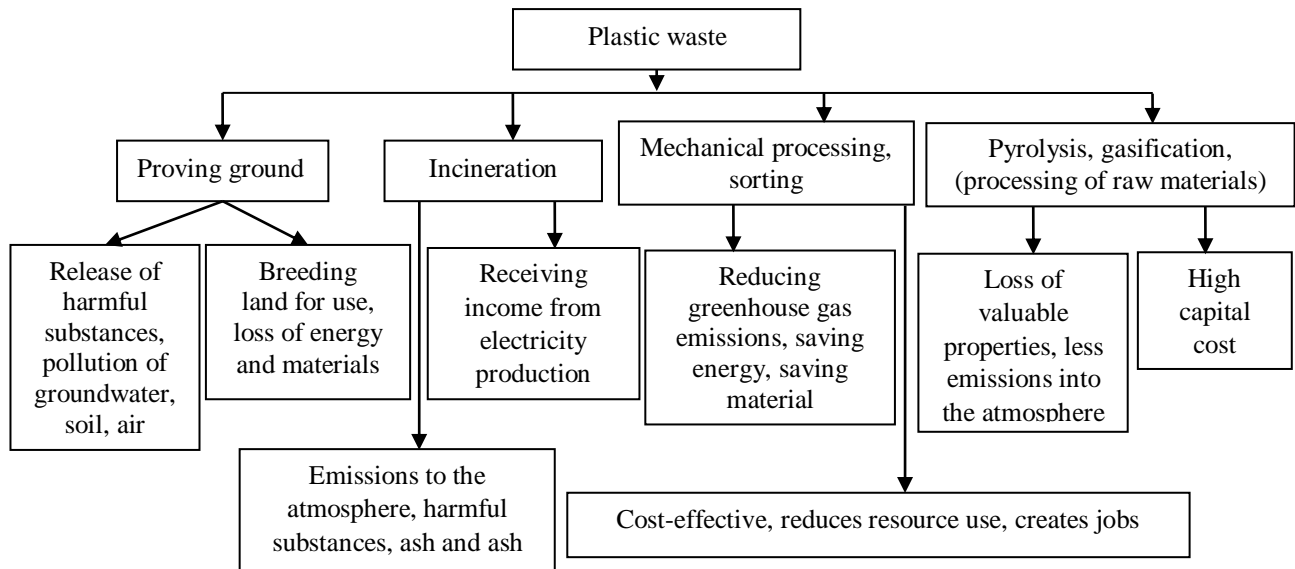 Plastic waste
Proving ground
Incineration
Mechanical processing,
sorting
Pyrolysis, gasification,
(processing of raw materials)
Release of
harmful
substances,
pollution of
groundwater,
soil, air
Breeding
land for use,
loss of energy
and materials
Receiving
income from
electricity
production
Reducing
greenhouse gas
emissions, saving
energy, saving
material
Loss of
valuable
properties, less
emissions into
the atmosphere
High
capital
cost
Emissions to the
atmosphere, harmful
substances, ash and ash
Cost-effective, reduces resource use, creates jobs